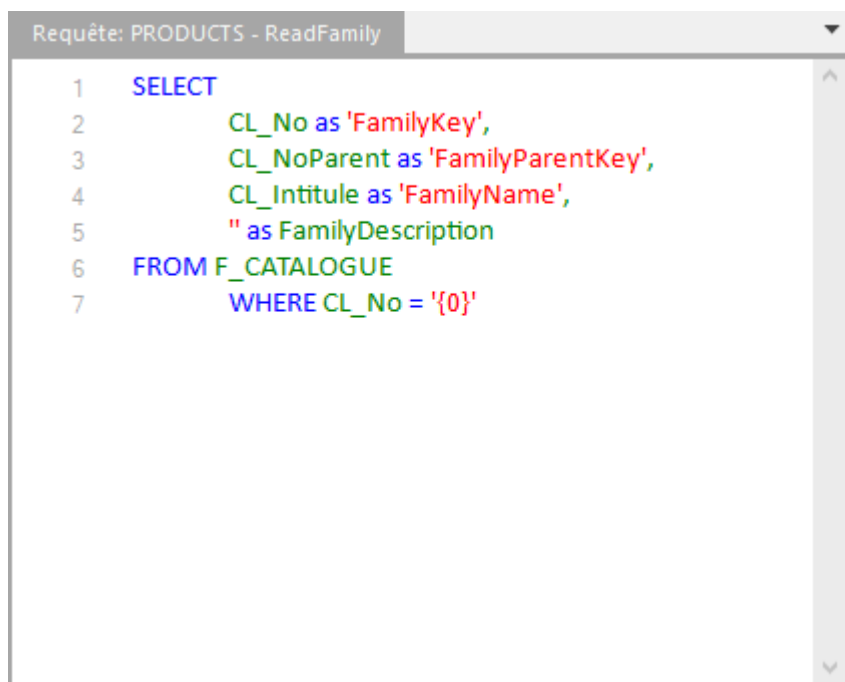 Requête: PRODUCTS - ReadFamily
1 SELECT
2 CL_No as 'FamilyKey',
3 CL_NoParent as 'FamilyParentKey',
4 CL_Intitule as 'FamilyName',
5 '' as FamilyDescription
6 FROM F_CATALOGUE
7 WHERE CL_No = '{0}'